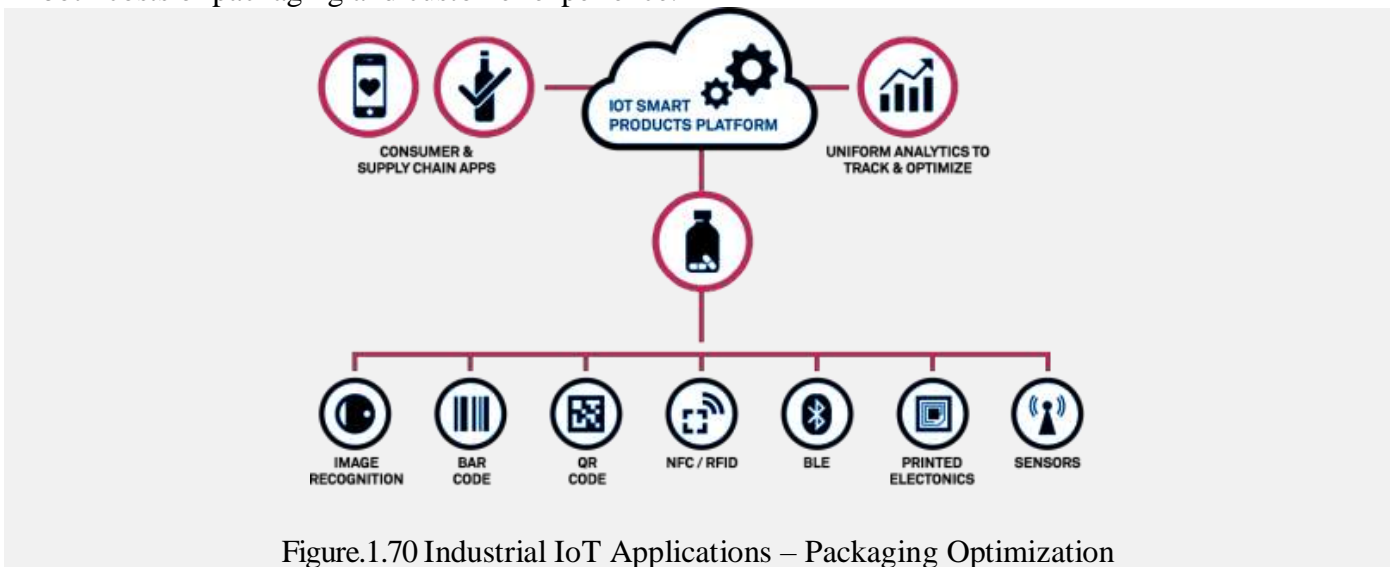 IOT SMART
PRODUCTS PLATFORM
CONSUMER &
SUPPLY CHAIN APPS
UNIFORM ANALYTICS TO
TRACK & OPTIMIZE
IMAGE
RECOGNITION
BAR
CODE
QR
CODE
NFC / RFID
BLE
PRINTED
ELECTONICS
SENSORS
Figure.1.70 Industrial IoT Applications – Packaging Optimization